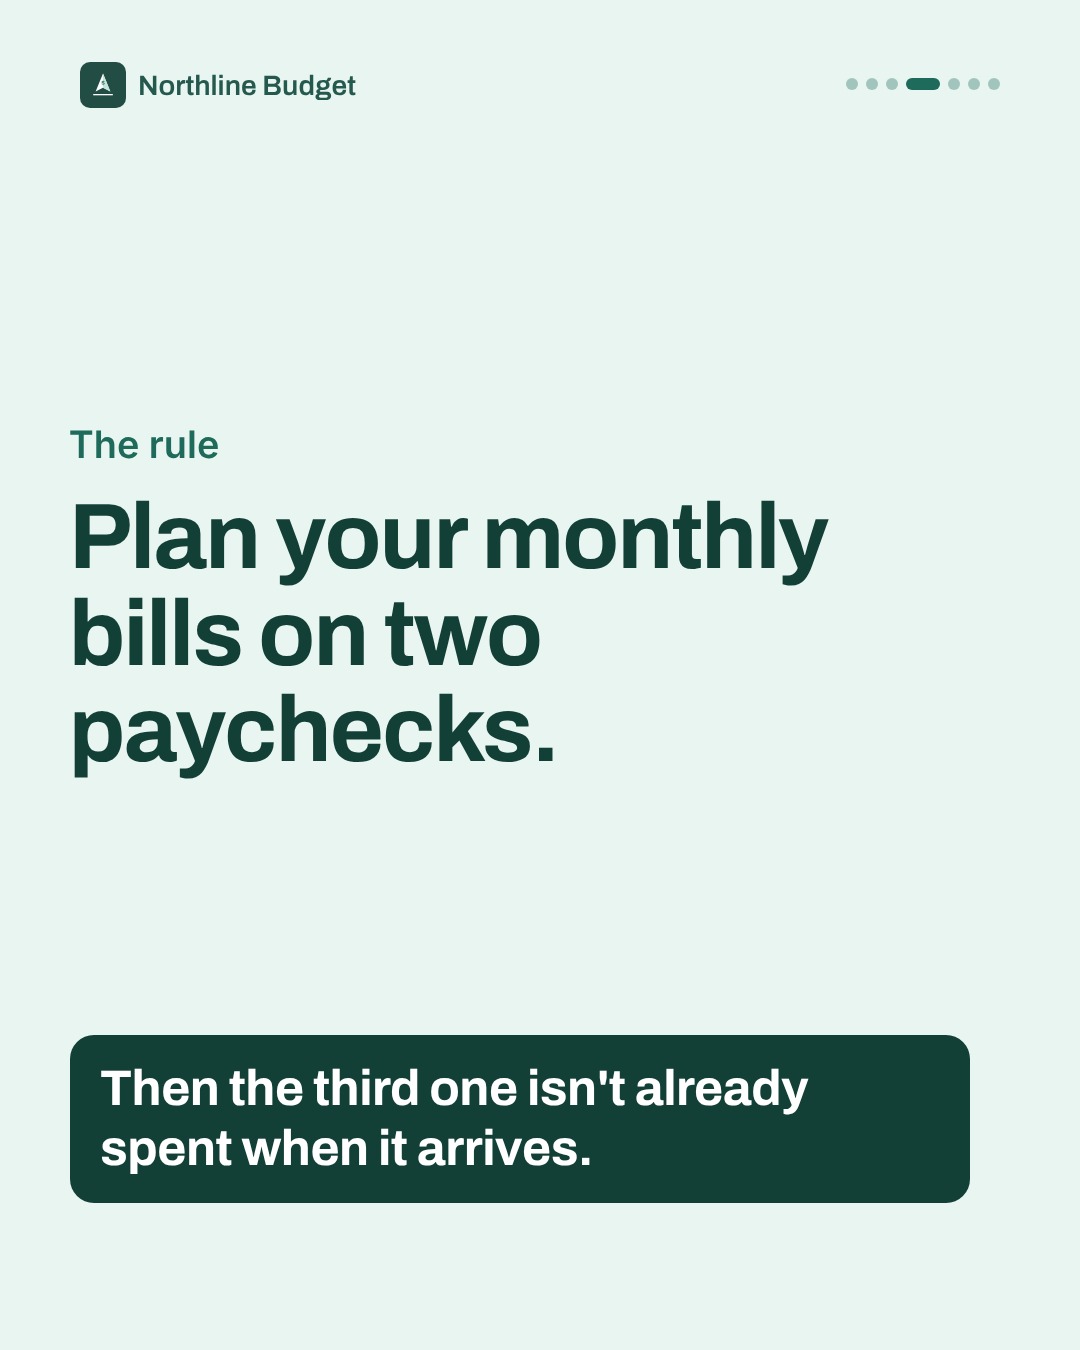 Northline Budget
The rule
Plan your monthly
bills on two
paychecks.
Then the third one isn't already
spent when it arrives.